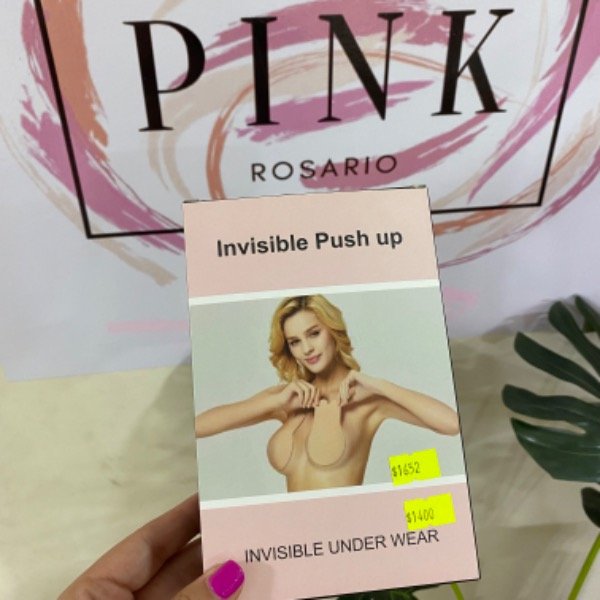 PINK
ROSARIO
Invisible Push up
$1652
$1400
INVISIBLE UNDER WEAR